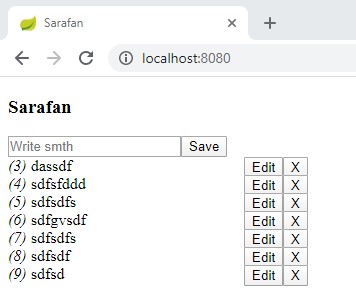 Sarafan
localhost:8080
Sarafan
Write smth Save
(3) dassdf Edit X
(4) sdfsfddd Edit X
(5) sdfsdfs Edit X
(6) sdfgvsdf Edit X
(7) sdfsdfs Edit X
(8) sdfsdf Edit X
(9) sdfsd Edit X